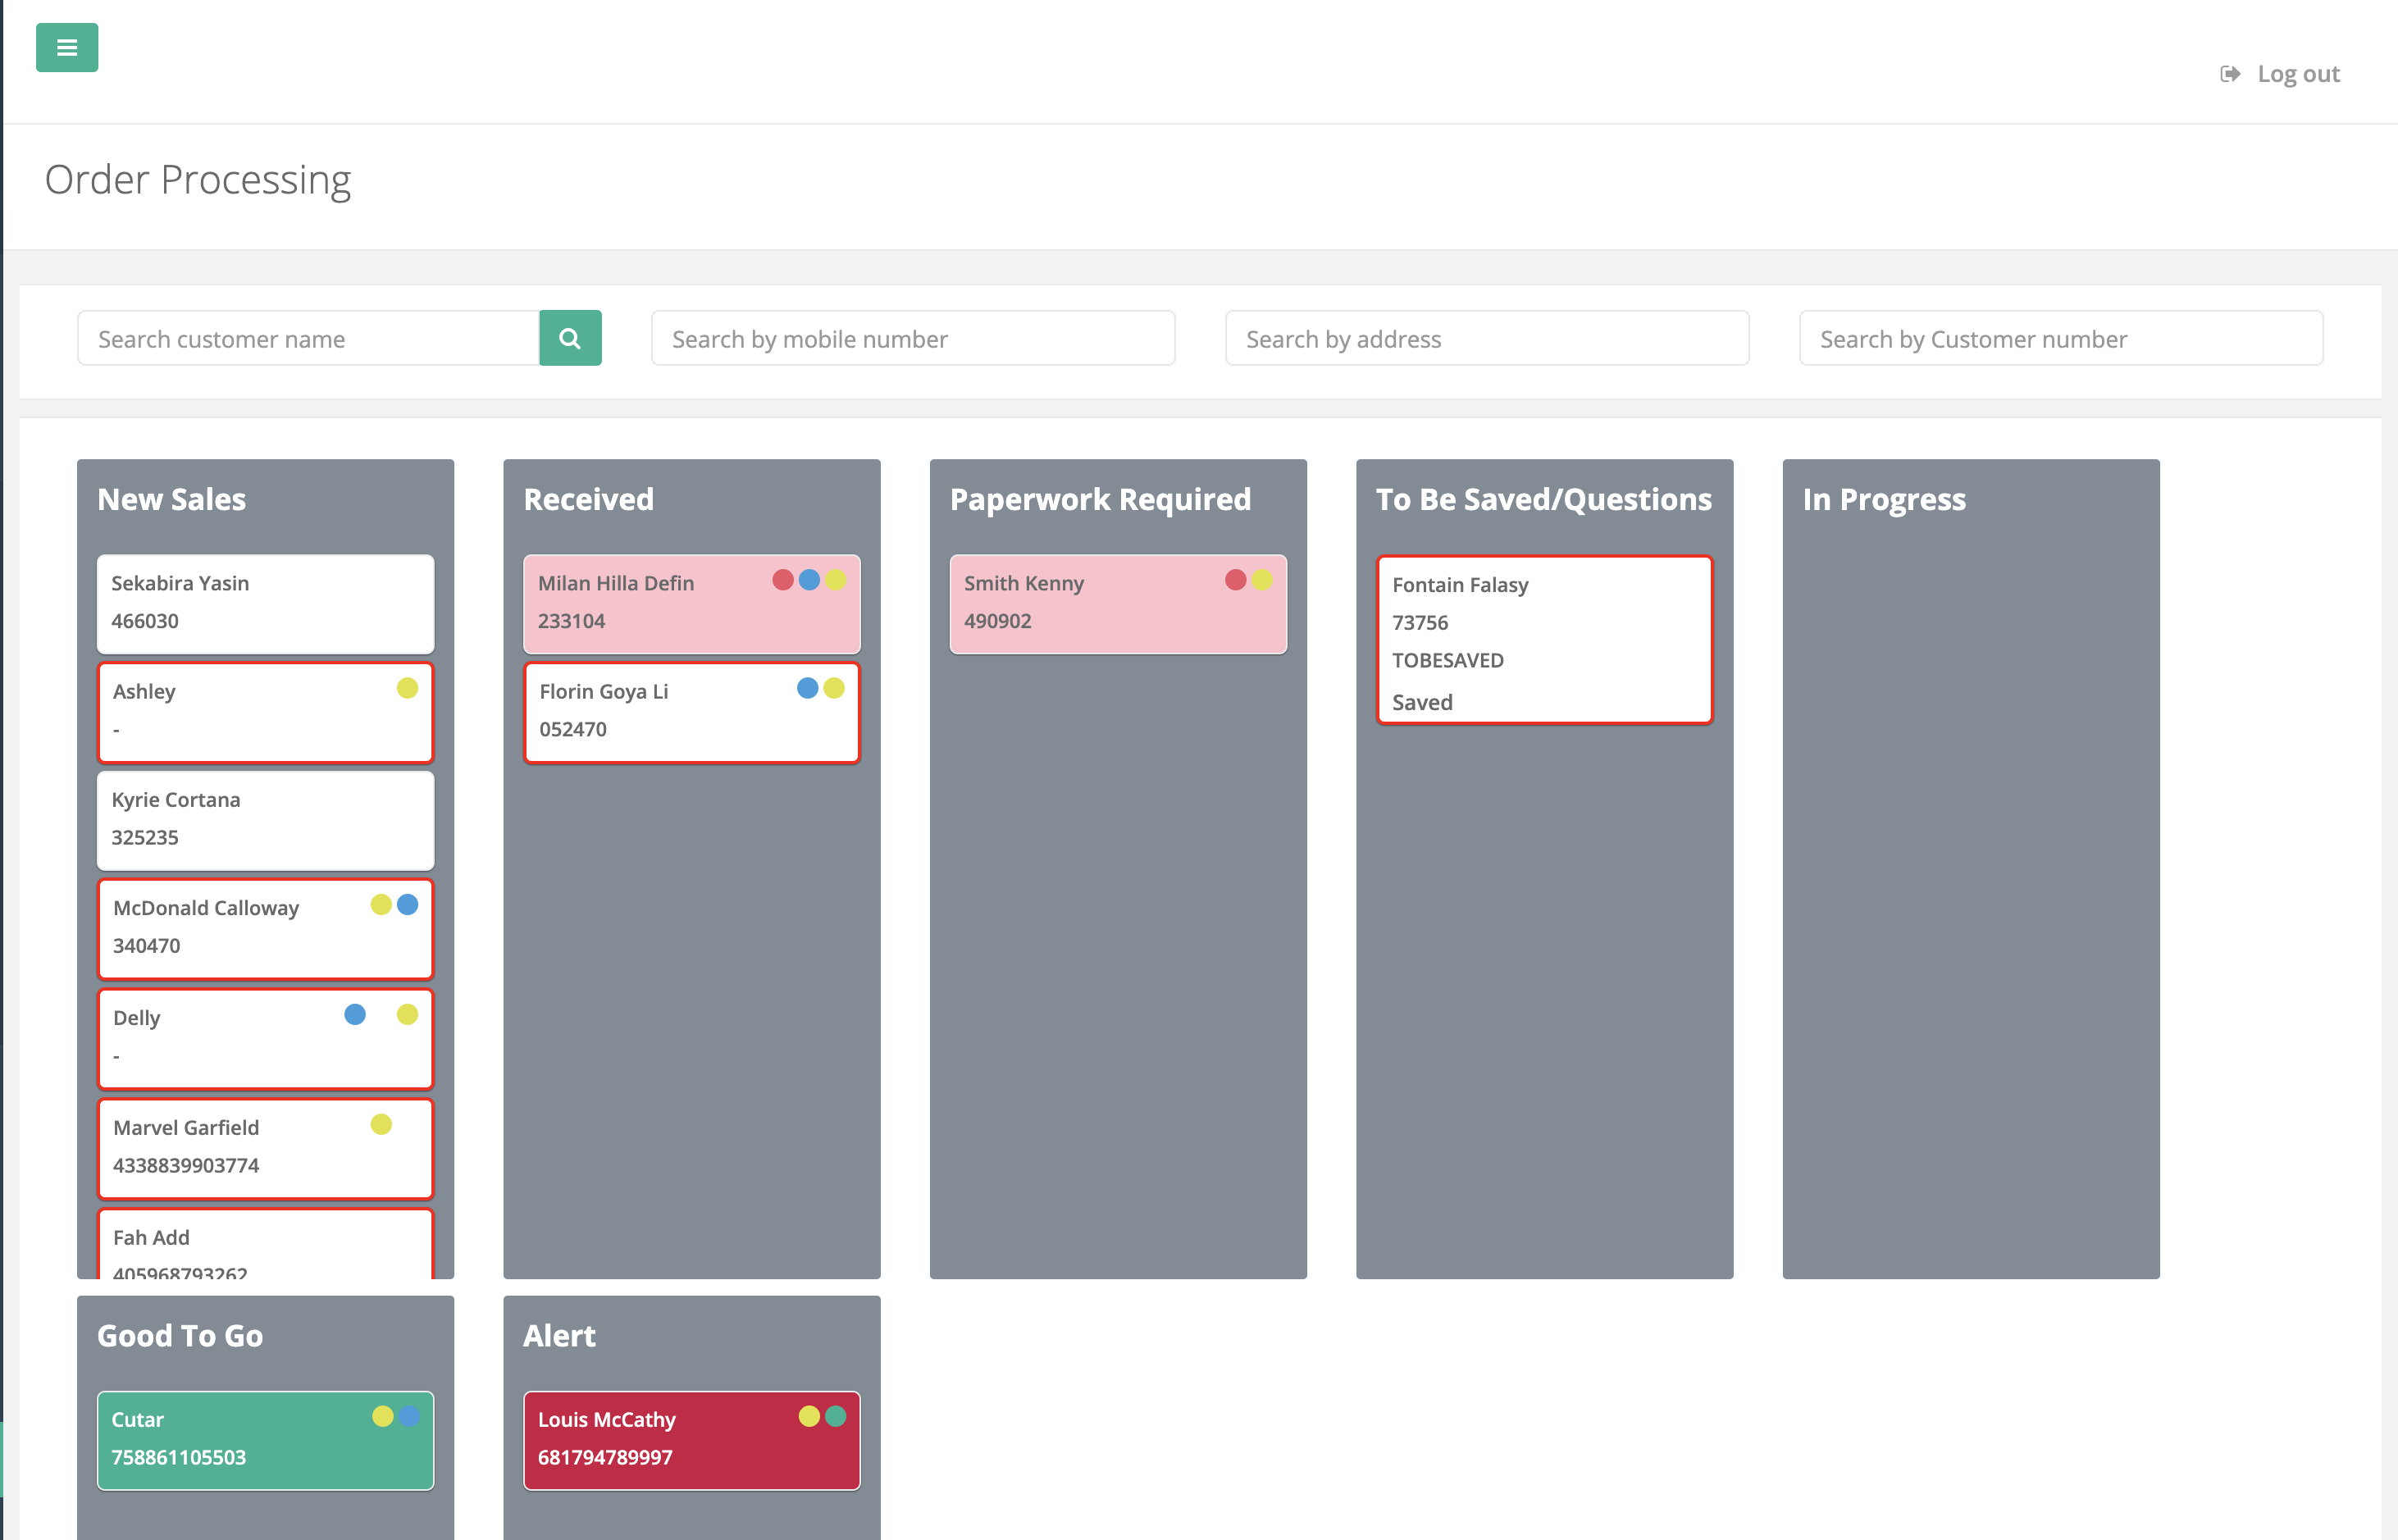 Log out
Order Processing
Search customer name
Search by mobile number
Search by address
Search by Customer number
New Sales
Sekabira Yasin
466030
Ashley
-
Kyrie Cortana
325235
McDonald Calloway
340470
Delly
-
Marvel Garfield
4338839903774
Fah Add
405968793262
Received
Milan Hilla Defin
233104
Florin Goya Li
052470
Paperwork Required
Smith Kenny
490902
To Be Saved/Questions
Fontain Falasy
73756
TOBESAVED
Saved
In Progress
Good To Go
Cutar
758861105503
Alert
Louis McCathy
681794789997